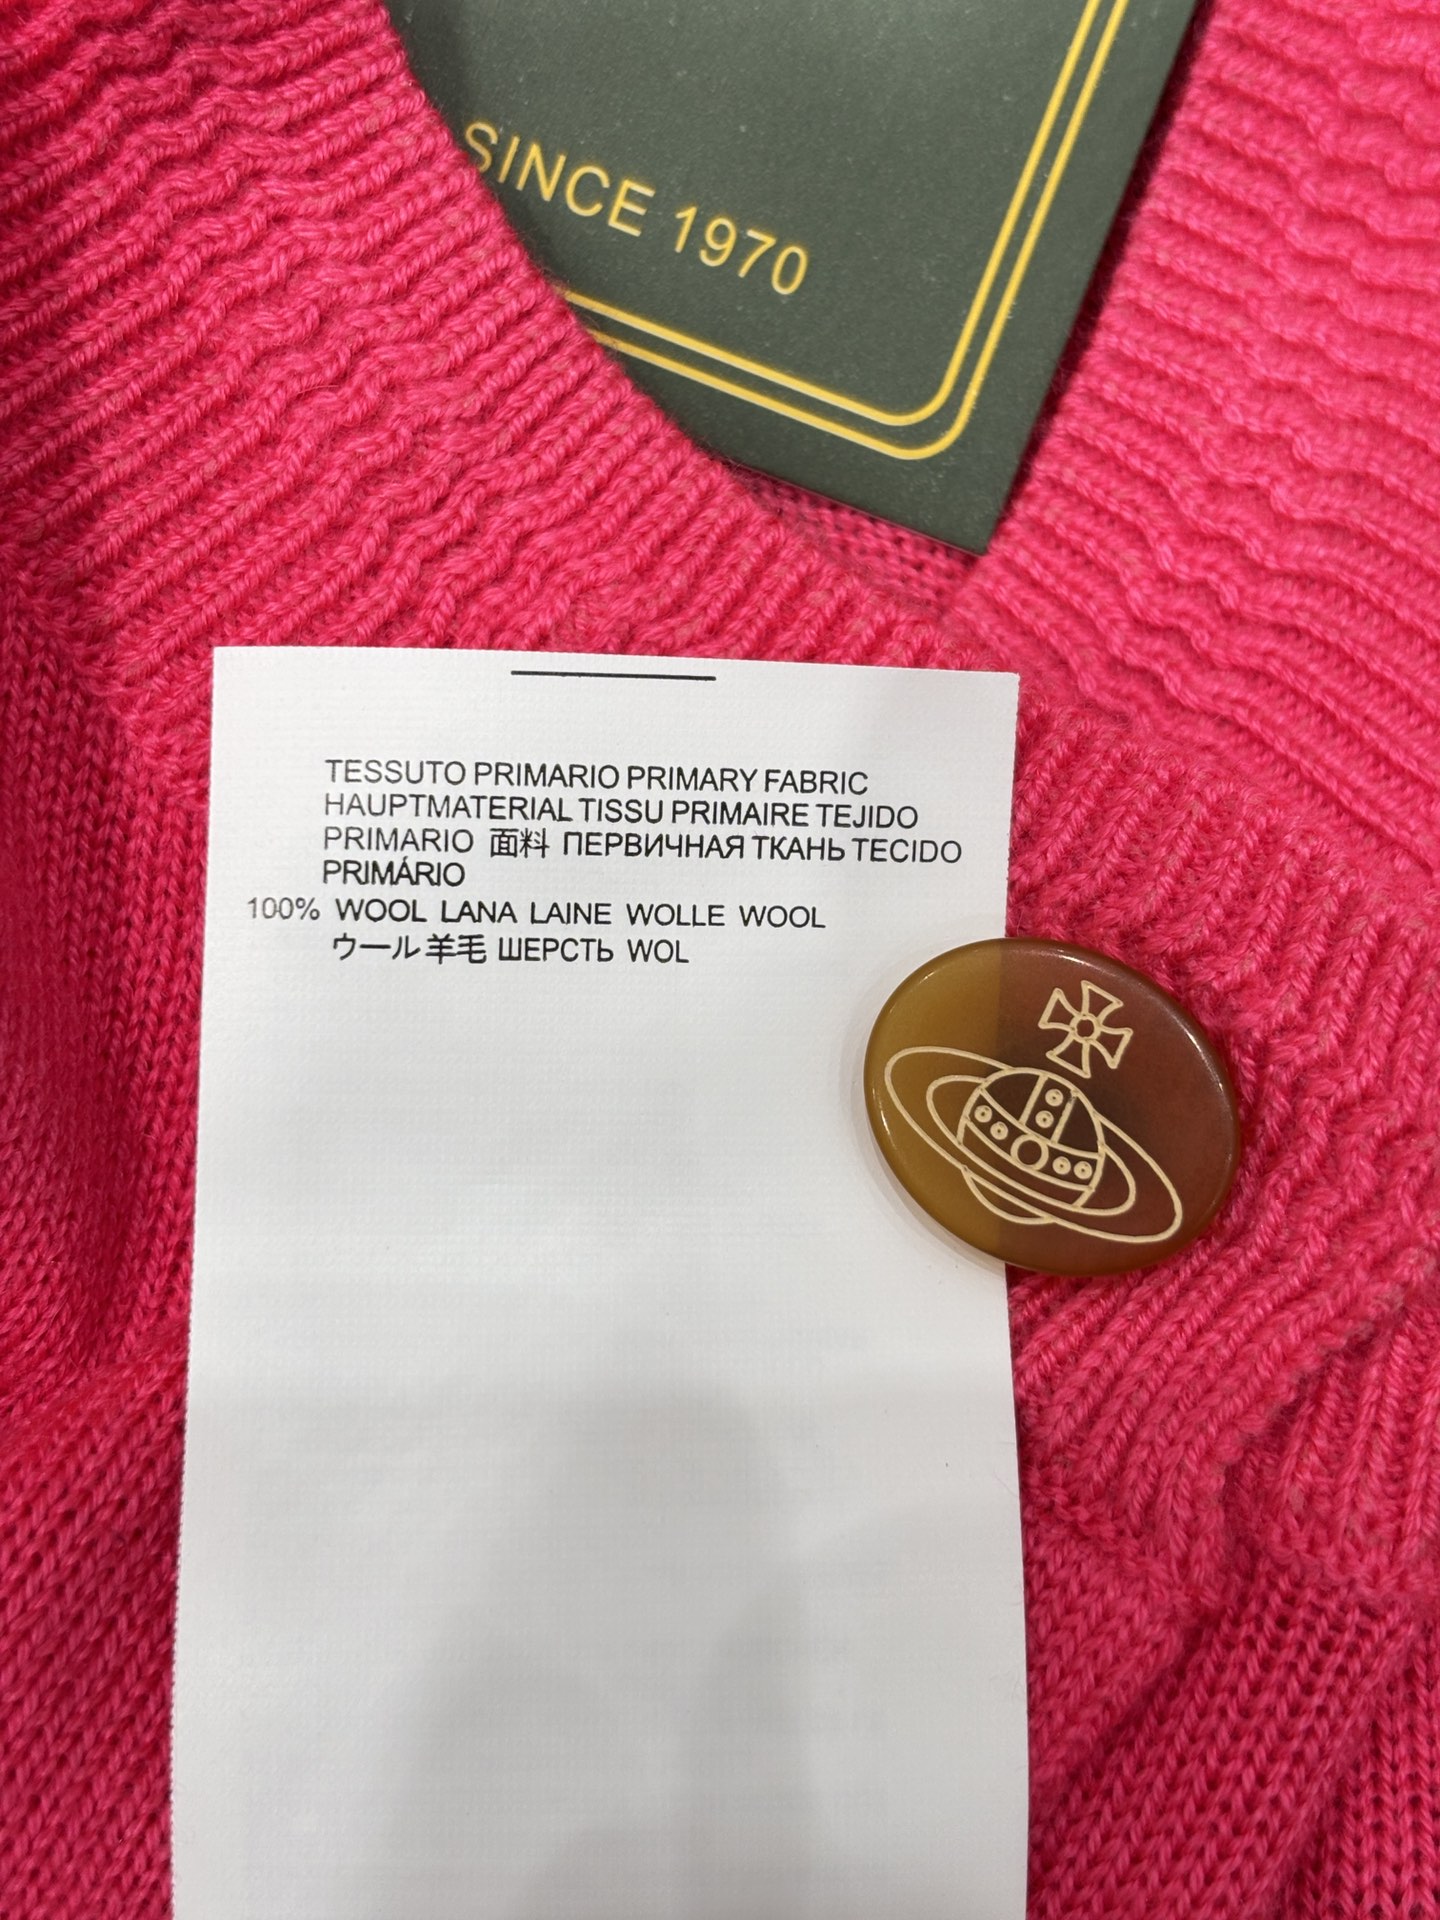 SINCE 1970
TESSUTO PRIMARIO PRIMARY FABRIC
HAUPTMATERIAL TISSU PRIMAIRE TEJIDO
PRIMARIO 面料 ПЕРВИЧНАЯ ТКАНЬ TECIDO
PRIMÁRIO
100% WOOL LANA LAINE WOLLE WOOL
ウール 羊毛 ШЕРСТЬ WOL